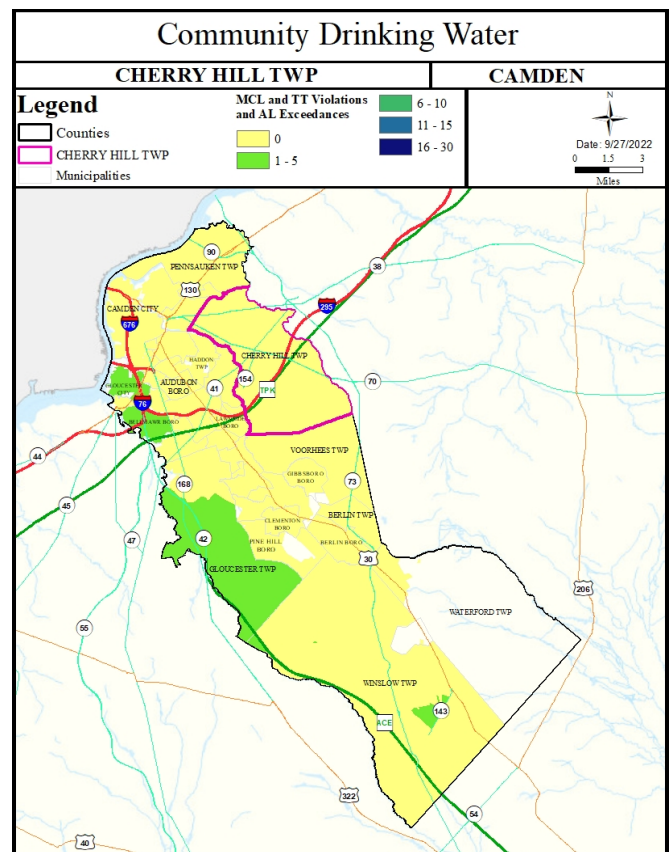 Community Drinking Water
CHERRY HILL TWP
CAMDEN
Legend
Counties
CHERRY HILL TWP
Municipalities
MCL and TT Violations
and AL Exceedances
0
1 - 5
6 - 10
11 - 15
16 - 30
N
Date: 9/27/2022
0 1.5 3
Miles
90
PENNSAUKEN TWP
38
130
295
CAMDEN CITY
676
CHERRY HILL TWP
HADDON
TWP
154
70
GLOUCESTER
CITY
AUDUBON
BORO
41
TPK
76
BELLMAWR BORO
BORO
44
VOORHEES TWP
GIBBSBORO
BORO
73
168
45
BERLIN TWP
CLEMENTON
BORO
47
42
PINE HILL
BORO
BERLIN BORO
30
GLOUCESTER TWP
206
WATERFORD TWP
55
WINSLOW TWP
143
ACE
322
54
40